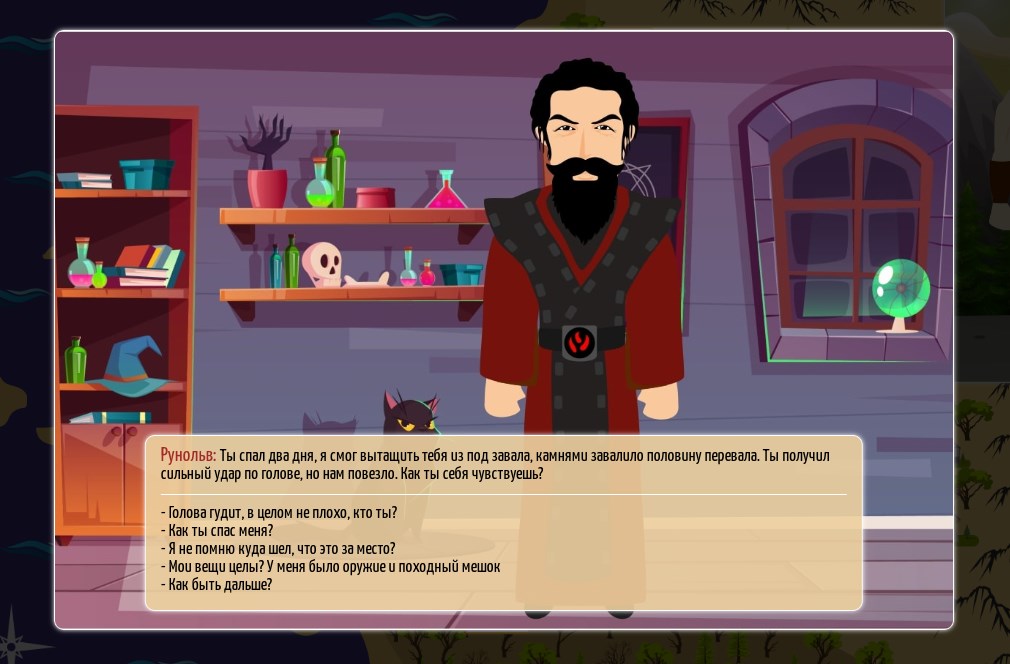 Рунольв: Ты спал два дня, я смог вытащить тебя из под завала, камнями завалило половину перевала. Ты получил
сильный удар по голове, но нам повезло. Как ты себя чувствуешь?
- Голова гудит, в целом не плохо, кто ты?
- Как ты спас меня?
- Я не помню куда шел, что это за место?
- Мои вещи целы? У меня было оружие и походный мешок
- Как быть дальше?